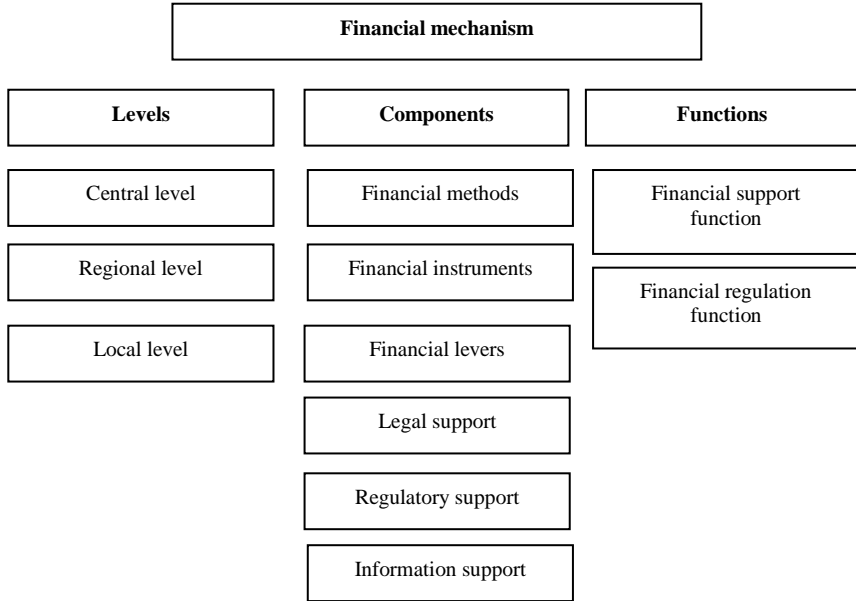 Financial mechanism
Levels
Components
Functions
Central level
Regional level
Local level
Financial methods
Financial instruments
Financial levers
Legal support
Regulatory support
Information support
Financial support
function
Financial regulation
function